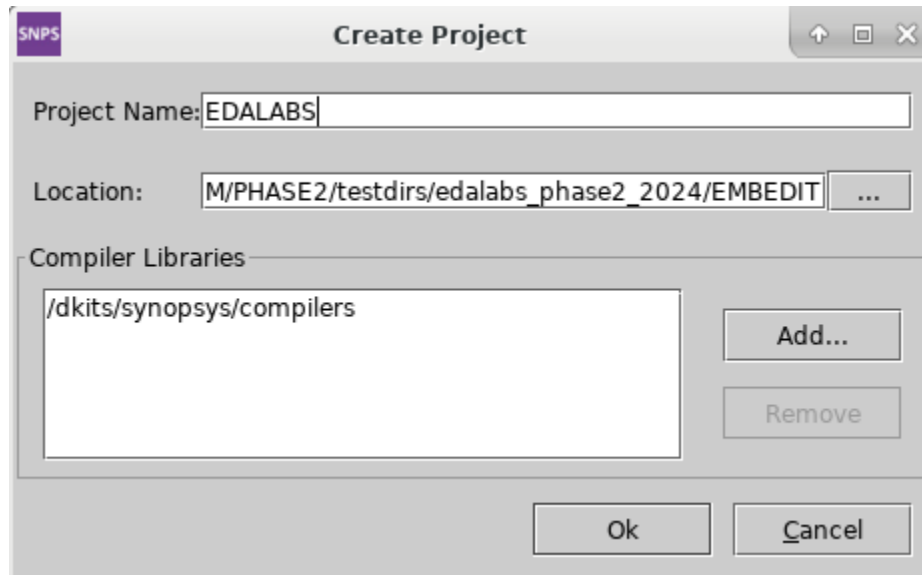 SNPS
Create Project
Project Name: EDALABS
Location: M/PHASE2/testdirs/edalabs_phase2_2024/EMBEDIT ...
Compiler Libraries
/dkits/synopsys/compilers
Add...
Remove
Ok
Cancel